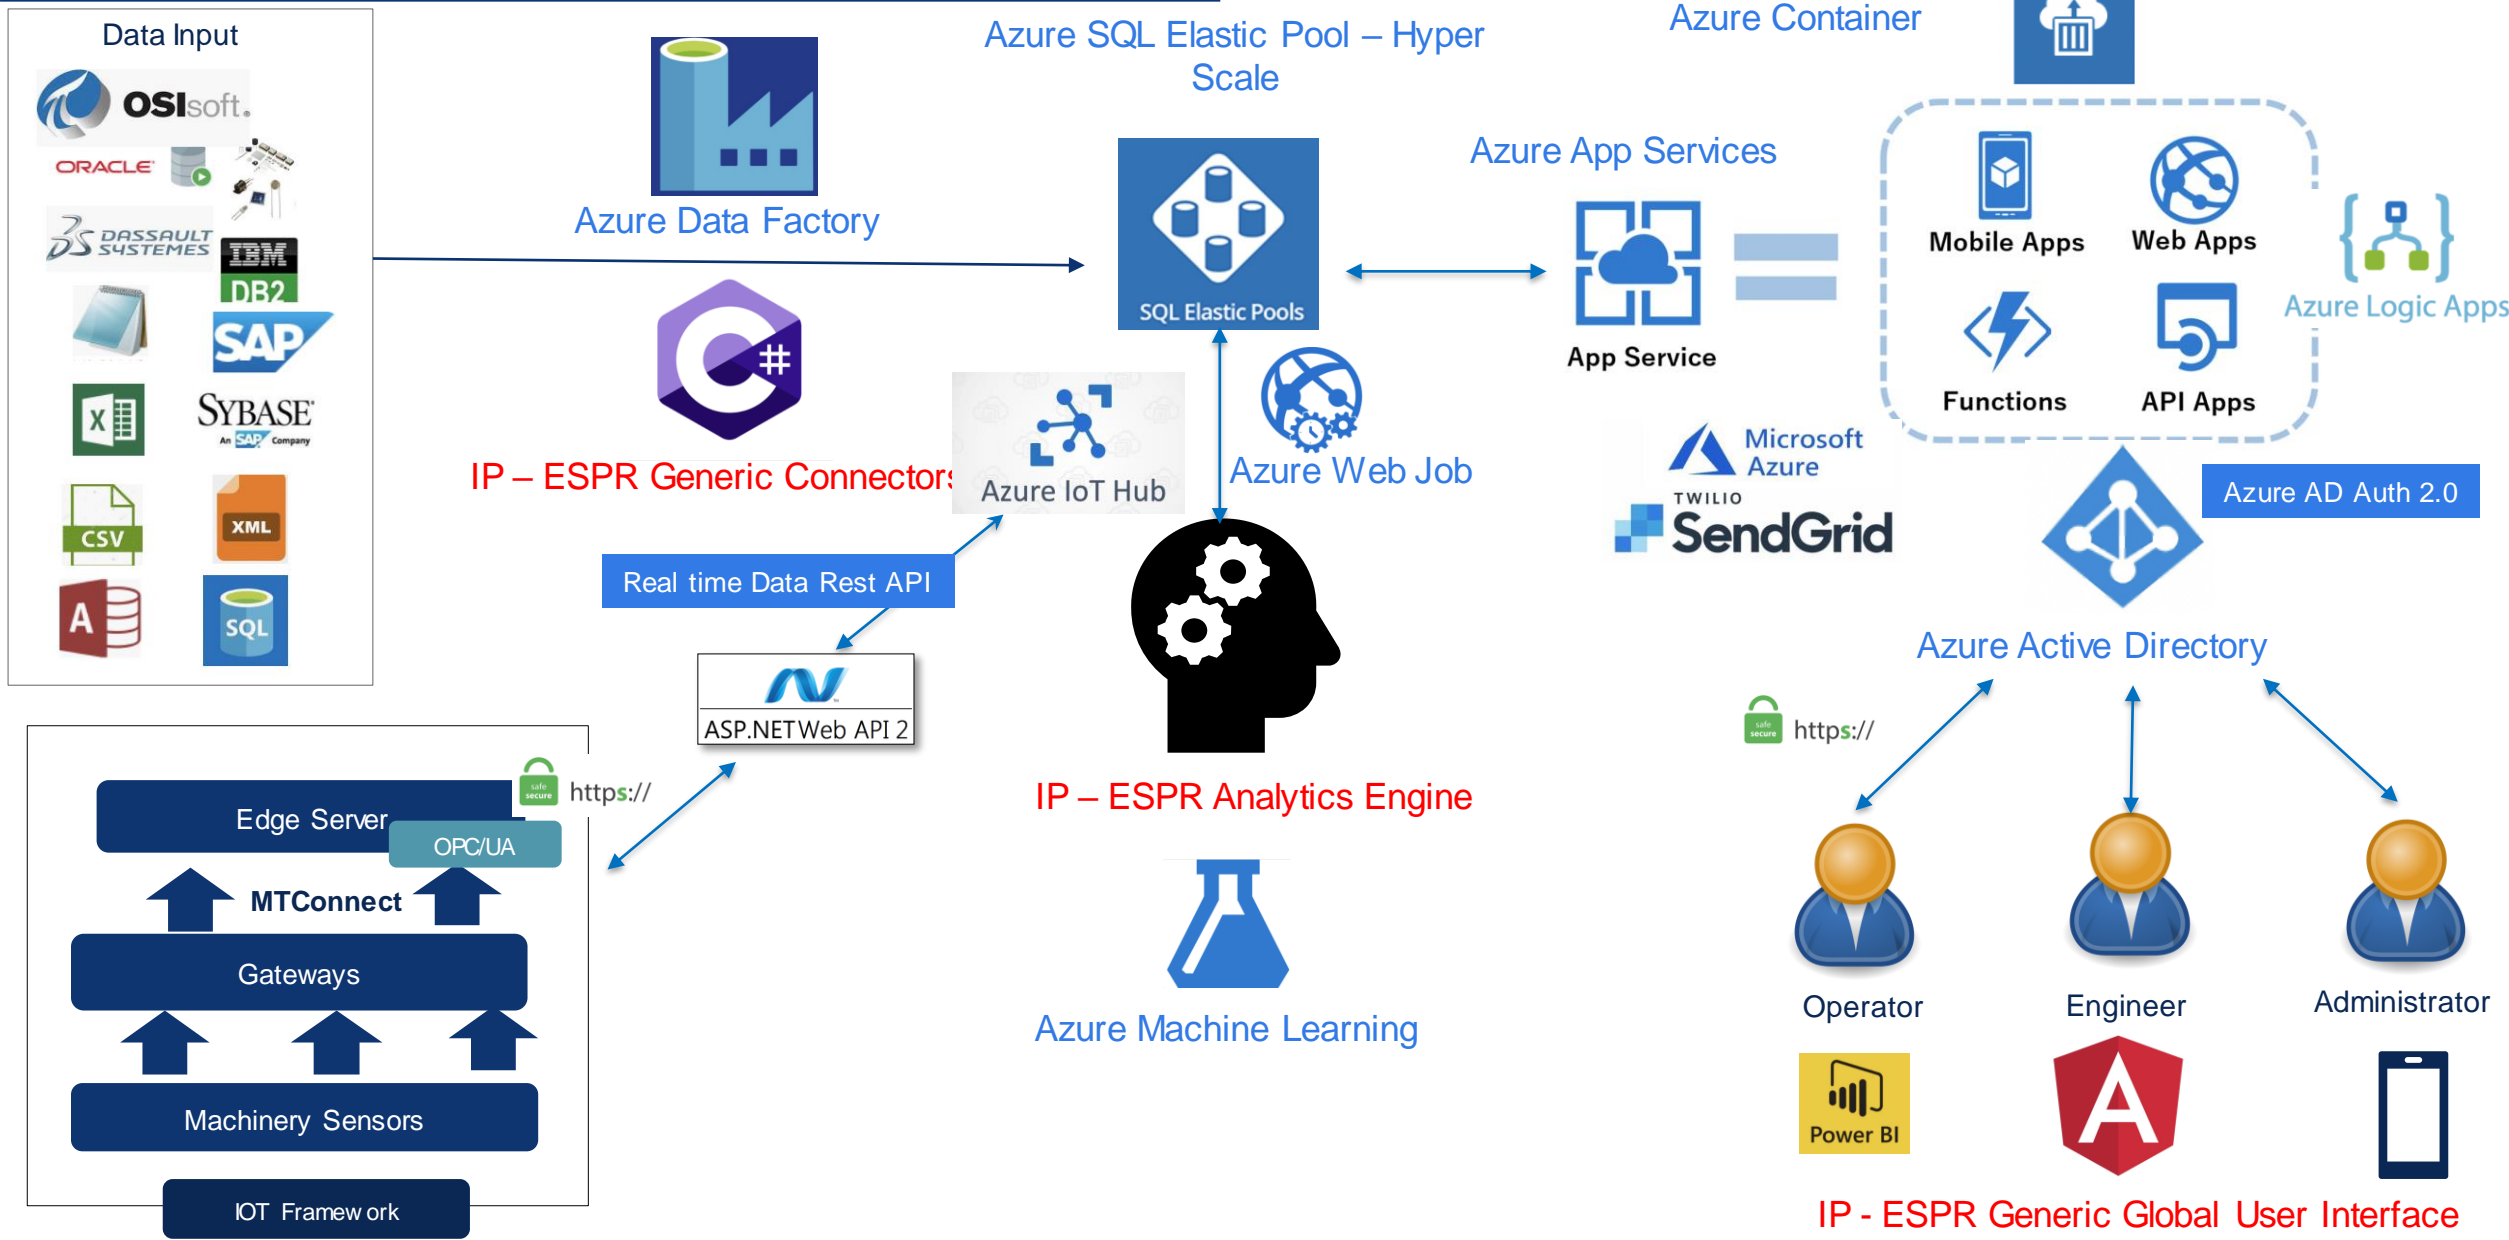 Data Input
OSIsoft.
ORACLE
DASSAULT
SYSTEMES
IBM
DB2
SAP
X
SYBASE
An SAP Company
CSV
XML
A
SQL
Azure Data Factory
C#
IP – ESPR Generic Connectors
Azure SQL Elastic Pool – Hyper
Scale
SQL Elastic Pools
Azure IoT Hub
Azure Web Job
Real time Data Rest API
ASP.NET Web API 2
IP – ESPR Analytics Engine
Azure Machine Learning
Azure Container
Azure App Services
App Service
Mobile Apps
Web Apps
Functions
API Apps
Azure Logic Apps
Microsoft
Azure
TWILIO
SendGrid
Azure AD Auth 2.0
Azure Active Directory
safe
secure
https://
Operator
Engineer
Administrator
Power BI
A
IP - ESPR Generic Global User Interface
safe
secure
https://
Edge Server
OPC/UA
MTConnect
Gateways
Machinery Sensors
IOT Framework